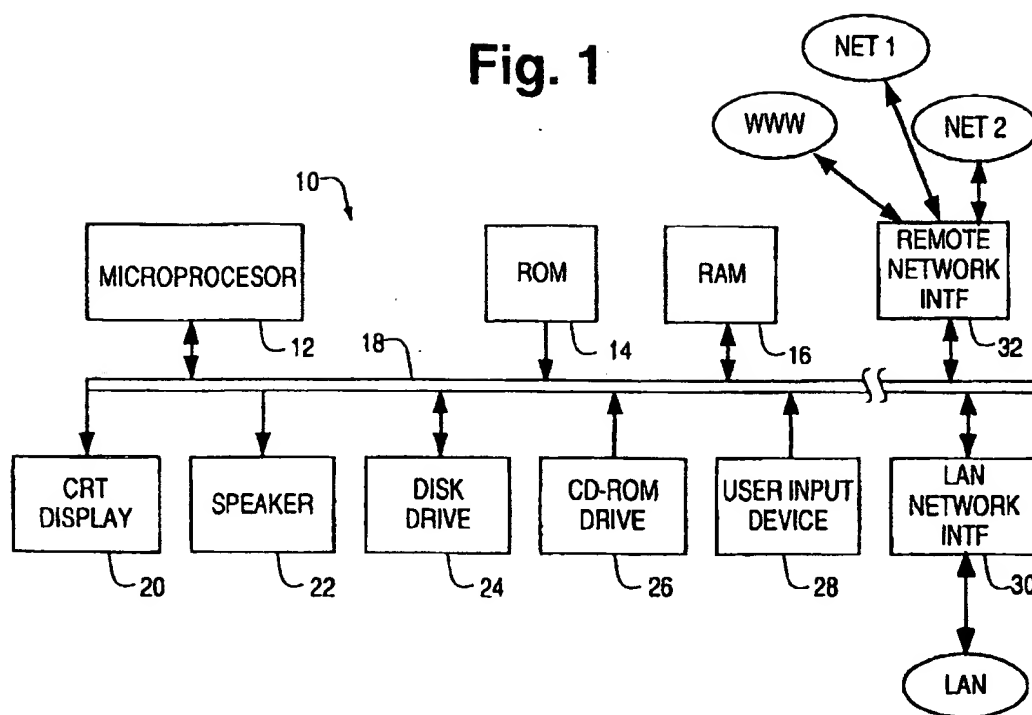 Fig. 1
NET 1
WWW
NET 2
10
MICROPROCESOR
ROM
RAM
REMOTE
NETWORK
INTF
12
18
14
16
32
CRT
DISPLAY
SPEAKER
DISK
DRIVE
CD-ROM
DRIVE
USER INPUT
DEVICE
LAN
NETWORK
INTF
20
22
24
26
28
30
LAN